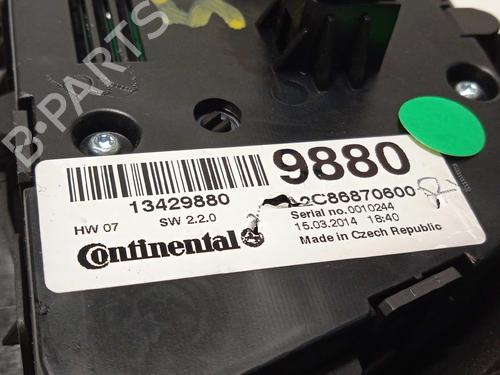 B·PARTS
9880
13429880
A2C86870600
HW 07 SW 2.2.0
Serial no.0010244
15.03.2014 18:40
Continental
Made in Czech Republic